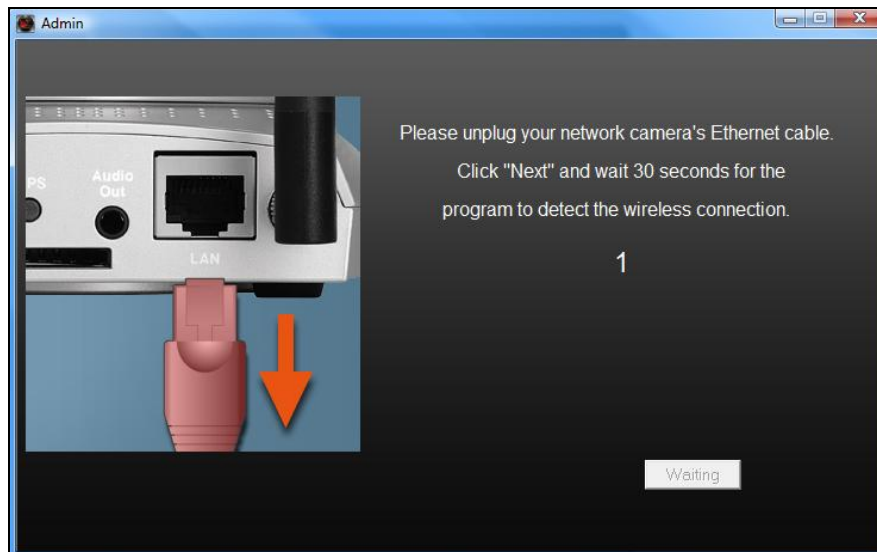 Admin
Please unplug your network camera's Ethernet cable.
Click "Next" and wait 30 seconds for the
program to detect the wireless connection.
1
PS
Audio
Out
LAN
Waiting